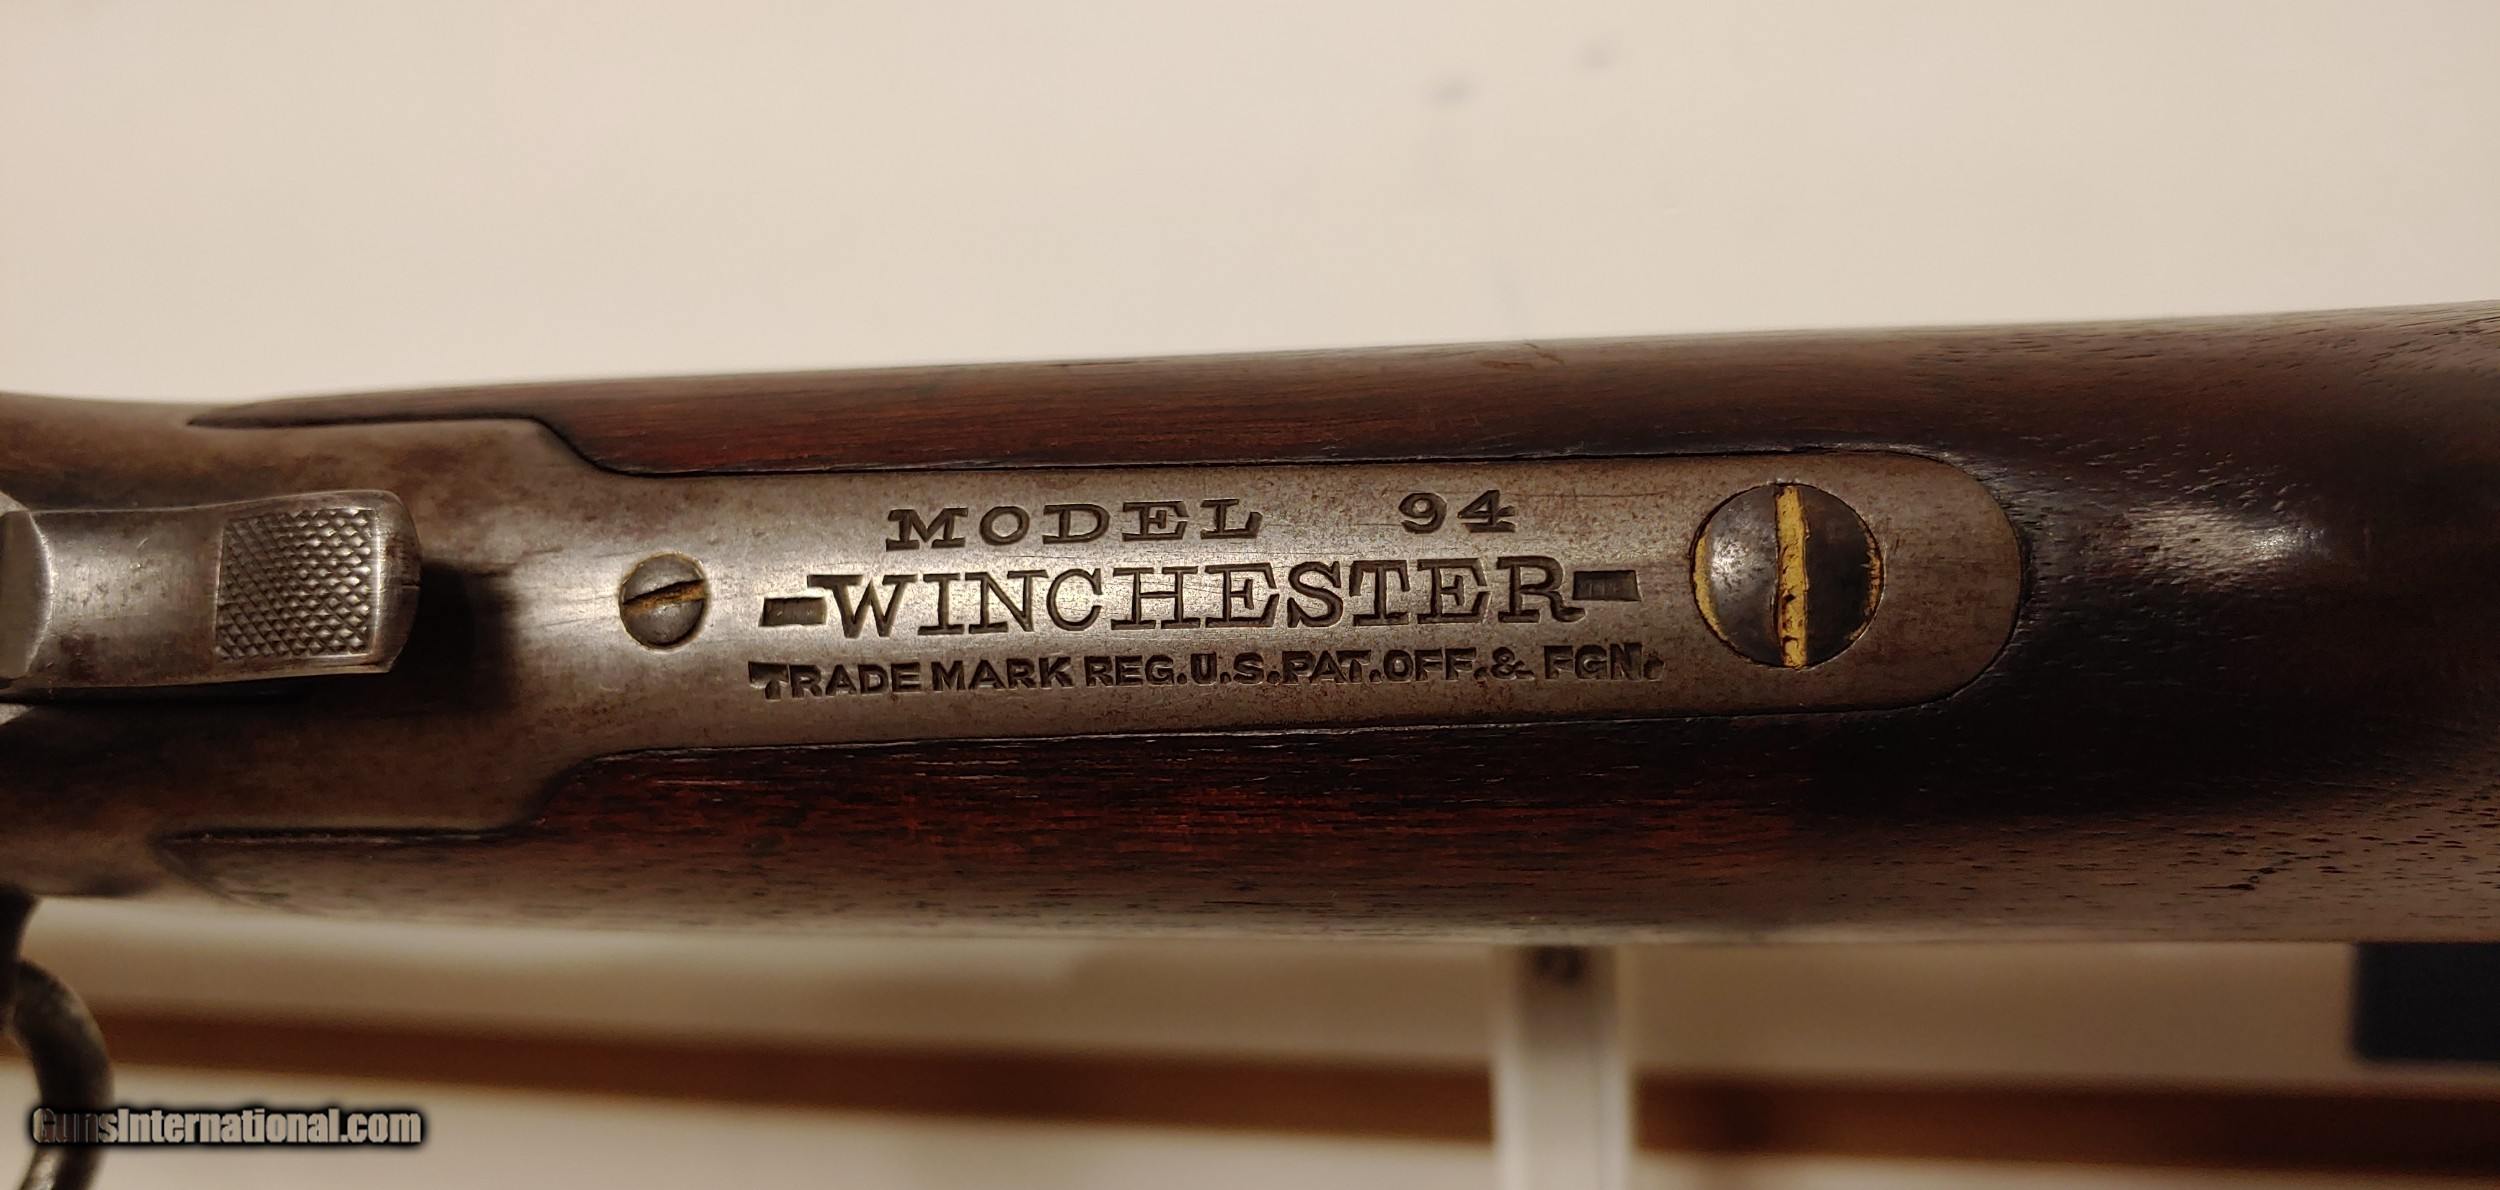 MODEL 94
-WINCHESTER-
TRADE MARK REG.U.S.PAT.OFF.& FGN.
GunsInternational.com